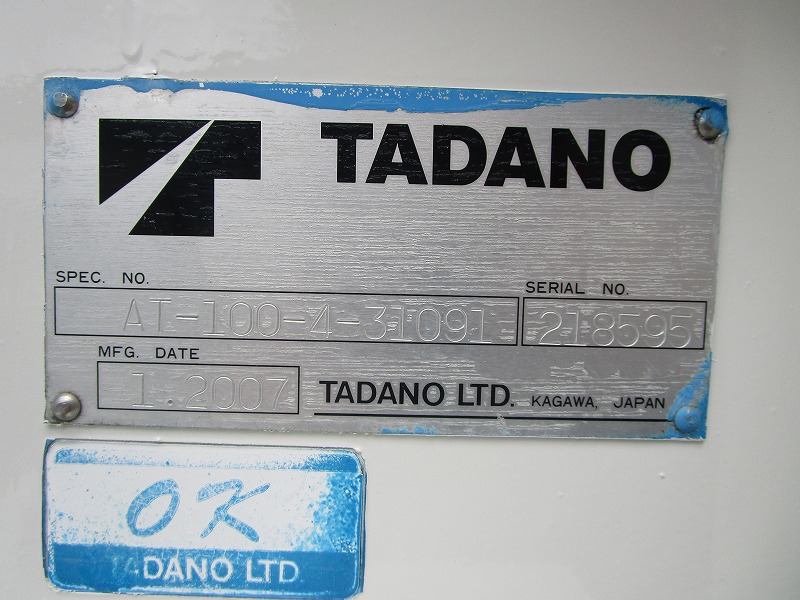 TADANO
SPEC. NO.
AT-100-4-31091
SERIAL NO.
218595
MFG. DATE
1.2007
TADANO LTD. KAGAWA, JAPAN
OK
TADANO LTD